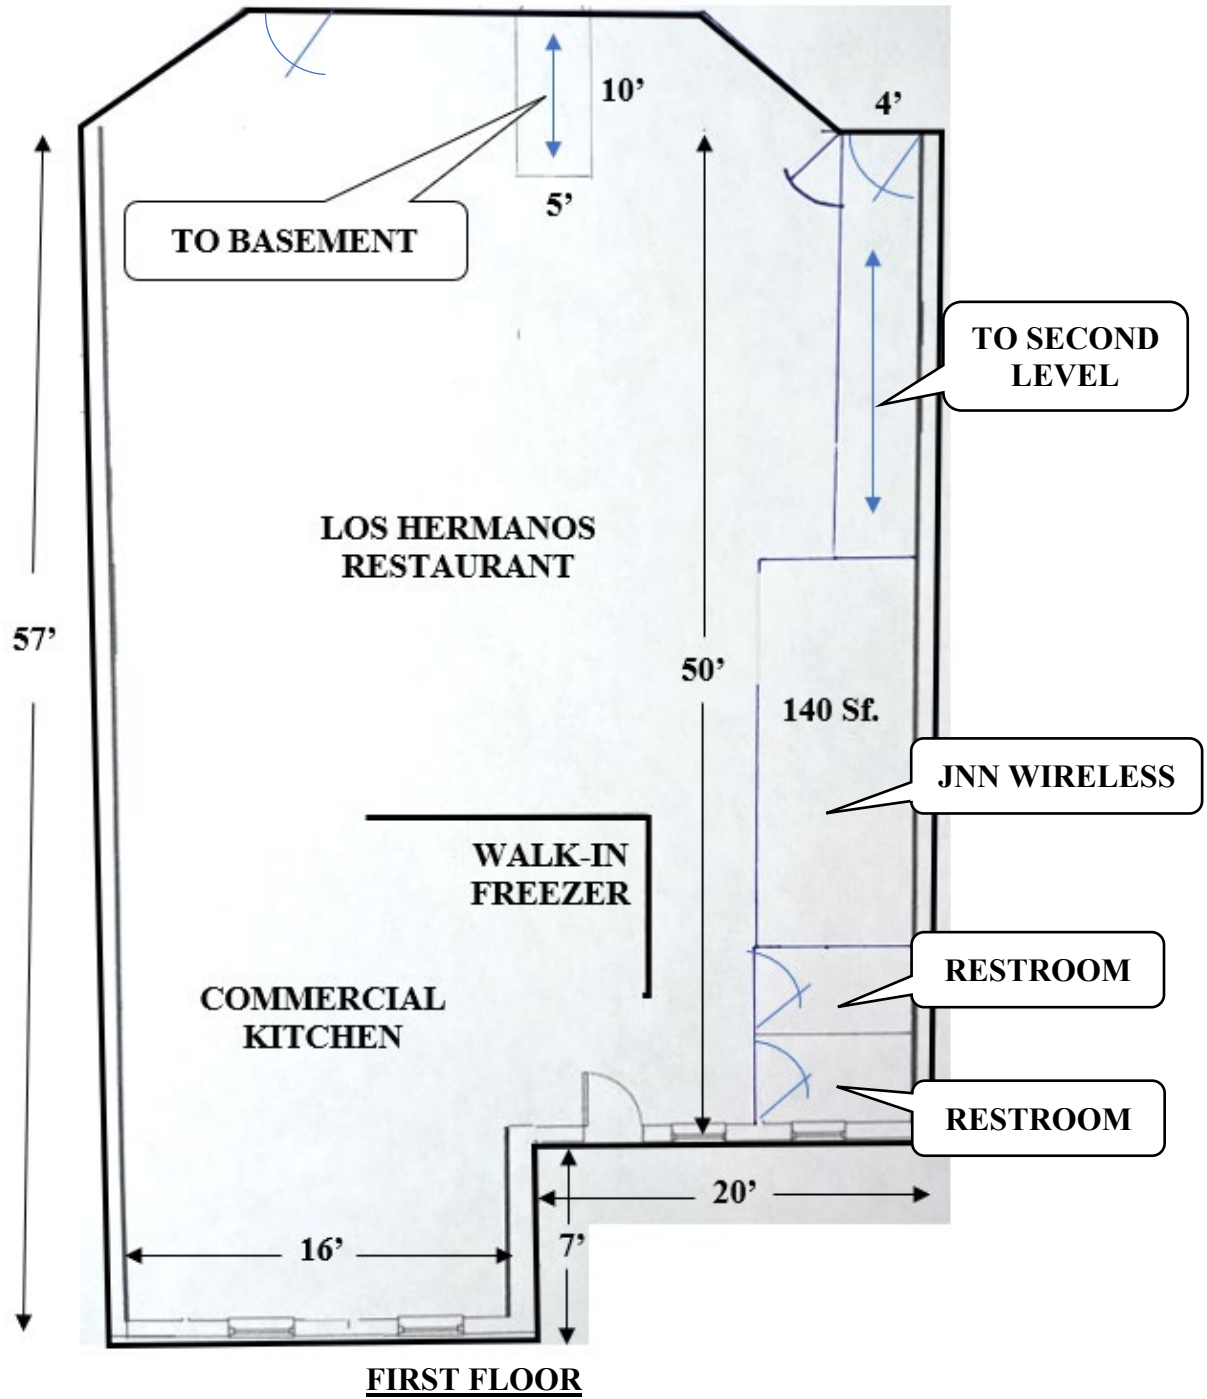 10’
4’
5’
TO BASEMENT
TO SECOND
LEVEL
LOS HERMANOS
RESTAURANT
57’
50’
140 Sf.
JNN WIRELESS
WALK-IN
FREEZER
RESTROOM
COMMERCIAL
KITCHEN
RESTROOM
20’
16’
7’
FIRST FLOOR